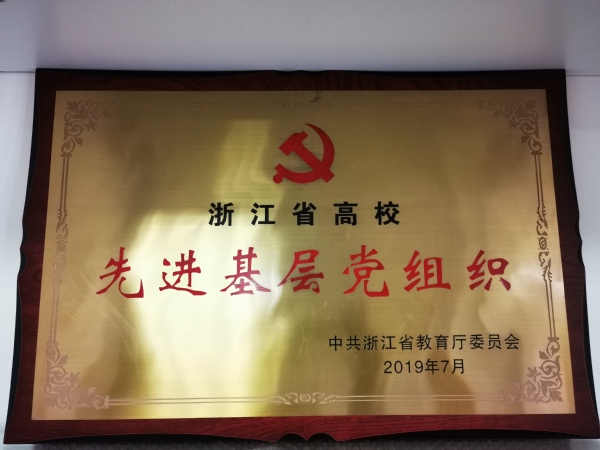 浙江省高校
先进基层党组织
中共浙江省教育厅委员会
2019年7月